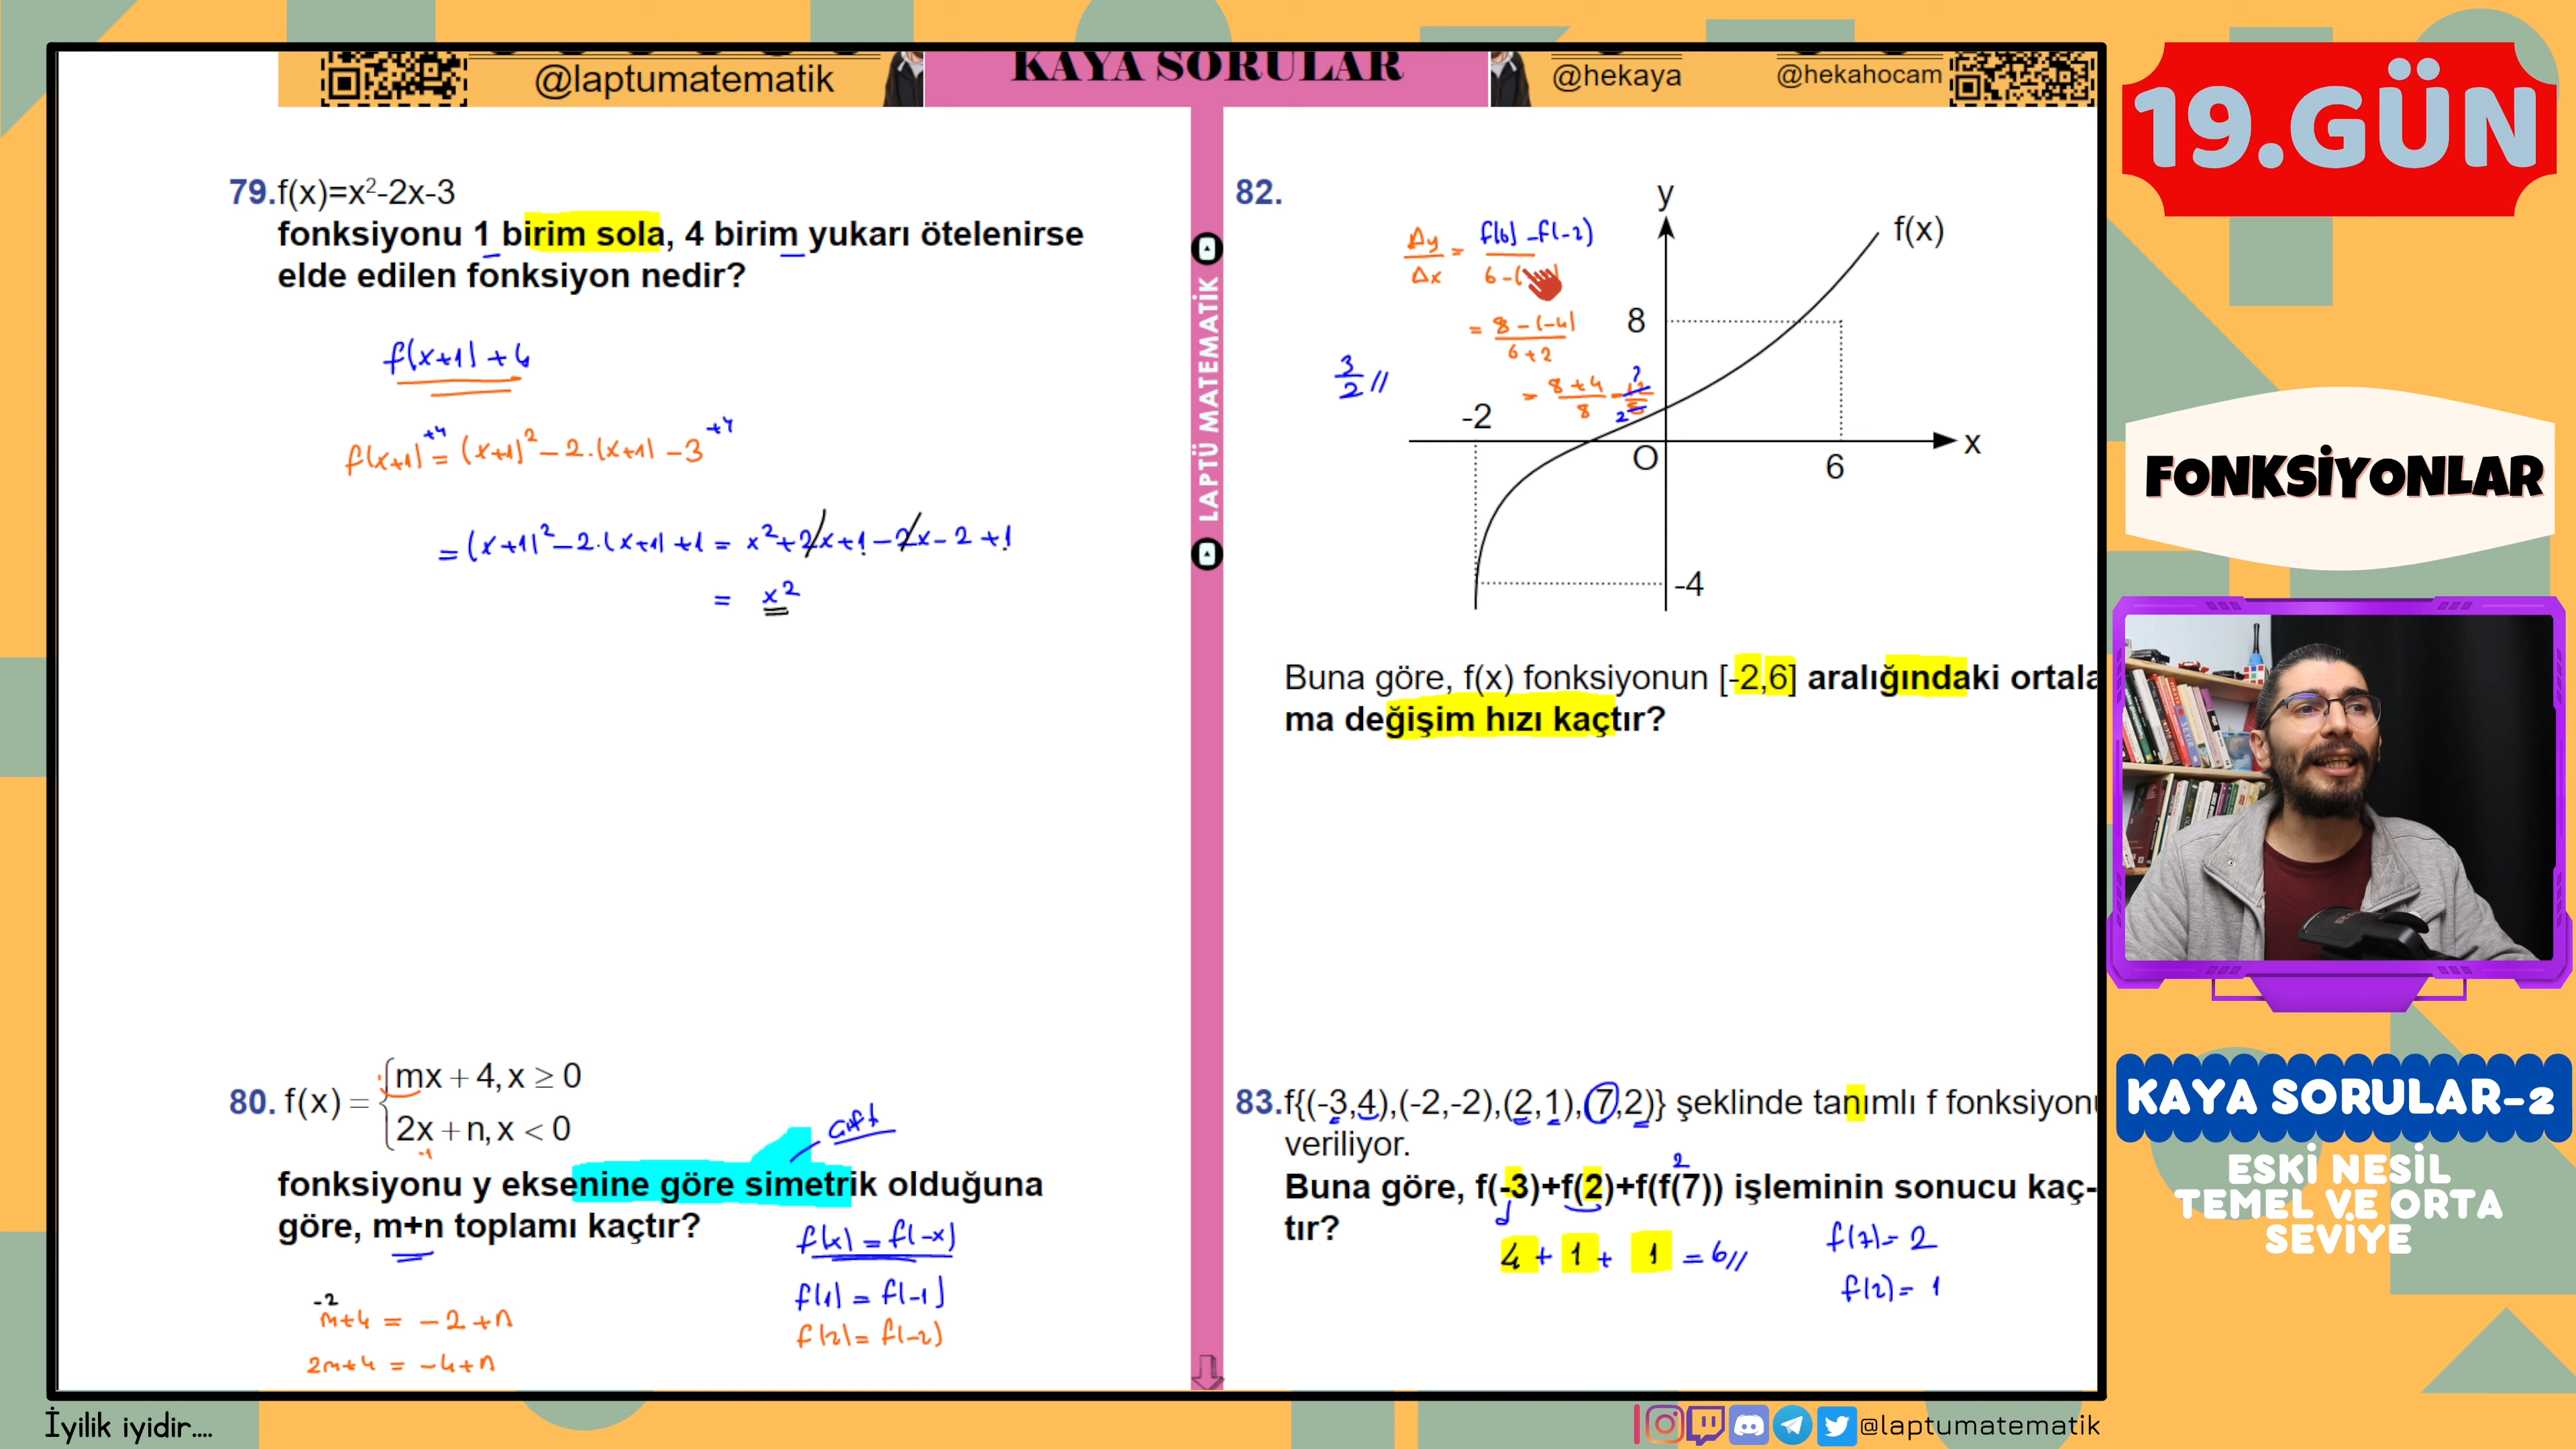 @laptumatematik
KAYA SORULAR
@hekaya
@hekahocam
79.f(x)=x²-2x-3
fonksiyonu 1 birim sola, 4 birim yukarı ötelenirse
elde edilen fonksiyon nedir?
f(x+1)+4
f(x+1)+4 = (x+1)²-2.(x+1)-3+4
=(x+1)²-2.(x+1)+1 = x²+2x+1-2x-2+1
= x²
80. f(x)= {mx+4, x ≥ 0
2x+n, x < 0
-1
çift
fonksiyonu y eksenine göre simetrik olduğuna
göre, m+n toplamı kaçtır?
f(x)=f(-x)
f(1)=f(-1)
f(2)=f(-2)
-2
m+4 = -2+n
2m+4 = -4+n
LAPTÜ MATEMATİK
82.
y
f(x)
Δy/Δx = f(6)-f(-2)/6-(
= 8-(-4)/6+2
= 8+4/8
3/2 //
8
-2
O
6
x
-4
Buna göre, f(x) fonksiyonun [-2,6] aralığındaki ortala
ma değişim hızı kaçtır?
83.f{(-3,4),(-2,-2),(2,1),(7,2)} şeklinde tanımlı f fonksiyon
veriliyor.
2
Buna göre, f(-3)+f(2)+f(f(7)) işleminin sonucu kaç-
tır?
4 + 1 + 1 = 6//
f(7)=2
f(2)=1
19.GÜN
FONKSİYONLAR
KAYA SORULAR-2
ESKİ NESİL
TEMEL VE ORTA
SEVİYE
İyilik iyidir....
@laptumatematik